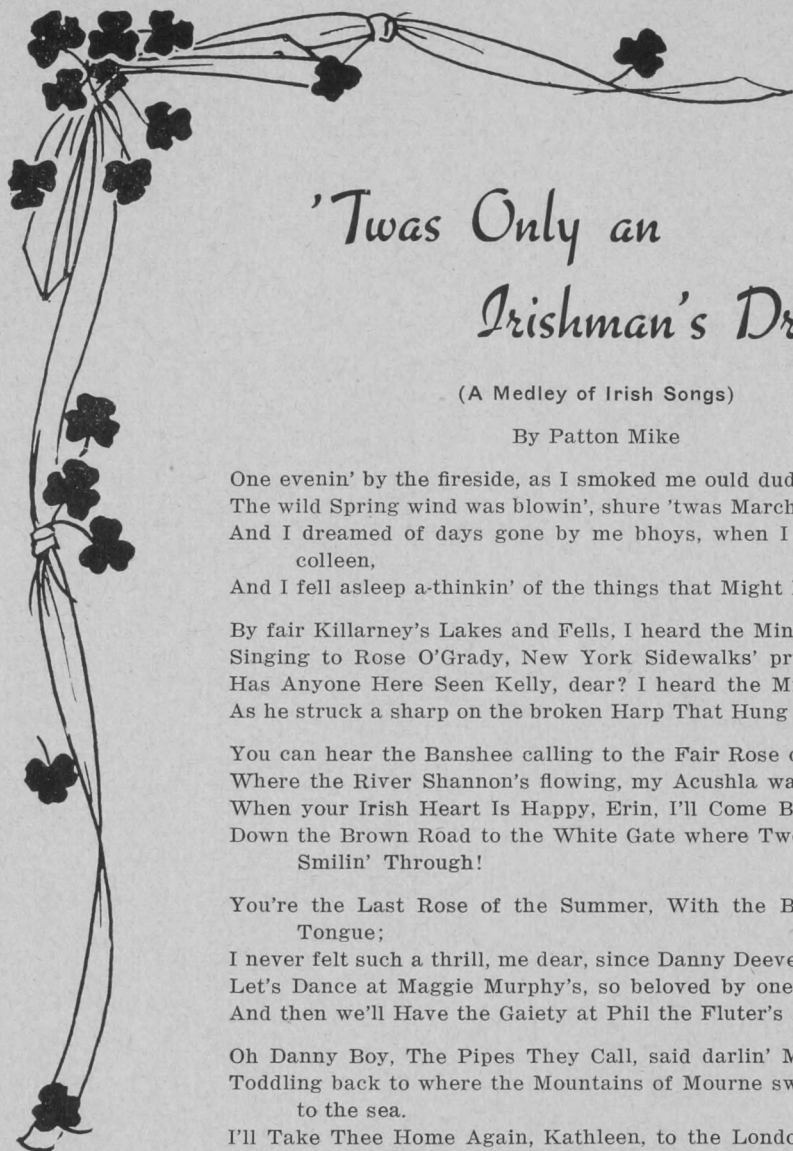 'Twas Only an
Irishman's
(A Medley of Irish Songs)
By Patton Mike
One evenin' by the fireside, as I smoked me ould
The wild Spring wind was blowin', shure 'twas March
And I dreamed of days gone by me bhoys, when I
colleen,
And I fell asleep a-thinkin' of the things that Might
By fair Killarney's Lakes and Fells, I heard the
Singing to Rose O'Grady, New York Sidewalks'
Has Anyone Here Seen Kelly, dear? I heard the
As he struck a sharp on the broken Harp That Hung
You can hear the Banshee calling to the Fair Rose
Where the River Shannon's flowing, my Acushla
When your Irish Heart Is Happy, Erin, I'll Come
Down the Brown Road to the White Gate where
Smilin' Through!
You're the Last Rose of the Summer, With the
Tongue;
I never felt such a thrill, me dear, since Danny
Let's Dance at Maggie Murphy's, so beloved by one
And then we'll Have the Gaiety at Phil the Fluter's
Oh Danny Boy, The Pipes They Call, said darlin'
Toddling back to where the Mountains of Mourne
to the sea.
I'll Take Thee Home Again, Kathleen, to the